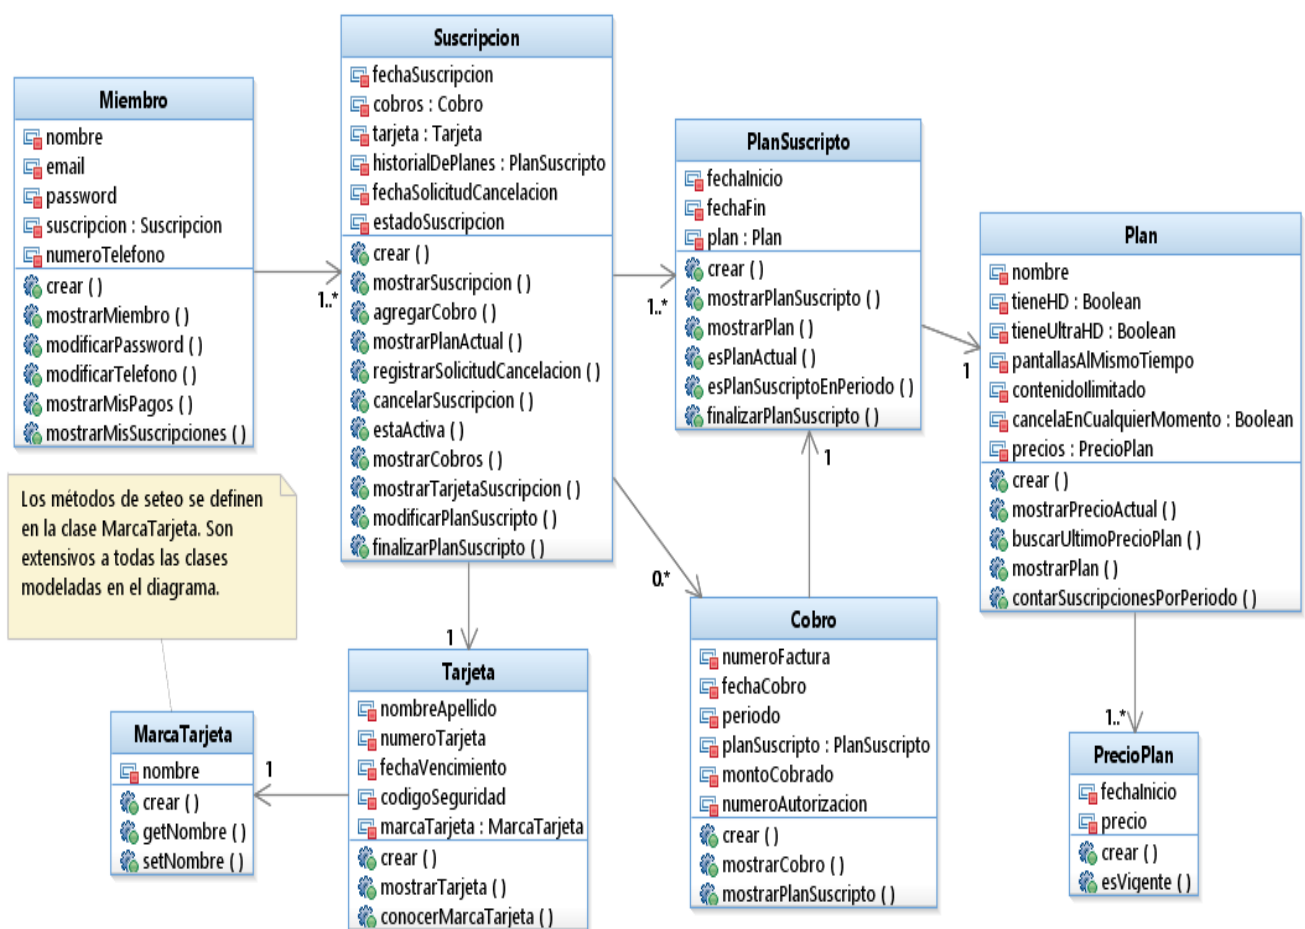 Miembro
nombre
email
password
suscripcion : Suscripcion
numeroTelefono
crear ( )
mostrarMiembro ( )
modificarPassword ( )
modificarTelefono ( )
mostrarMisPagos ( )
mostrarMisSuscripciones ( )
1..*
Suscripcion
fechaSuscripcion
cobros : Cobro
tarjeta : Tarjeta
historialDePlanes : PlanSuscripto
fechaSolicitudCancelacion
estadoSuscripcion
crear ( )
mostrarSuscripcion ( )
agregarCobro ( )
mostrarPlanActual ( )
registrarSolicitudCancelacion ( )
cancelarSuscripcion ( )
estaActiva ( )
mostrarCobros ( )
mostrarTarjetaSuscripcion ( )
modificarPlanSuscripto ( )
finalizarPlanSuscripto ( )
1..*
PlanSuscripto
fechaInicio
fechaFin
plan : Plan
crear ( )
mostrarPlanSuscripto ( )
mostrarPlan ( )
esPlanActual ( )
esPlanSuscriptoEnPeriodo ( )
finalizarPlanSuscripto ( )
1
1
Plan
nombre
tieneHD : Boolean
tieneUltraHD : Boolean
pantallasAlMismoTiempo
contenidoIlimitado
cancelaEnCualquierMomento : Boolean
precios : PrecioPlan
crear ( )
mostrarPrecioActual ( )
buscarUltimoPrecioPlan ( )
mostrarPlan ( )
contarSuscripcionesPorPeriodo ( )
Los métodos de seteo se definen
en la clase MarcaTarjeta. Son
extensivos a todas las clases
modeladas en el diagrama.
MarcaTarjeta
nombre
crear ( )
getNombre ( )
setNombre ( )
1
1
Tarjeta
nombreApellido
numeroTarjeta
fechaVencimiento
codigoSeguridad
marcaTarjeta : MarcaTarjeta
crear ( )
mostrarTarjeta ( )
conocerMarcaTarjeta ( )
0.*
Cobro
numeroFactura
fechaCobro
periodo
planSuscripto : PlanSuscripto
montoCobrado
numeroAutorizacion
crear ( )
mostrarCobro ( )
mostrarPlanSuscripto ( )
1..*
PrecioPlan
fechaInicio
precio
crear ( )
esVigente ( )